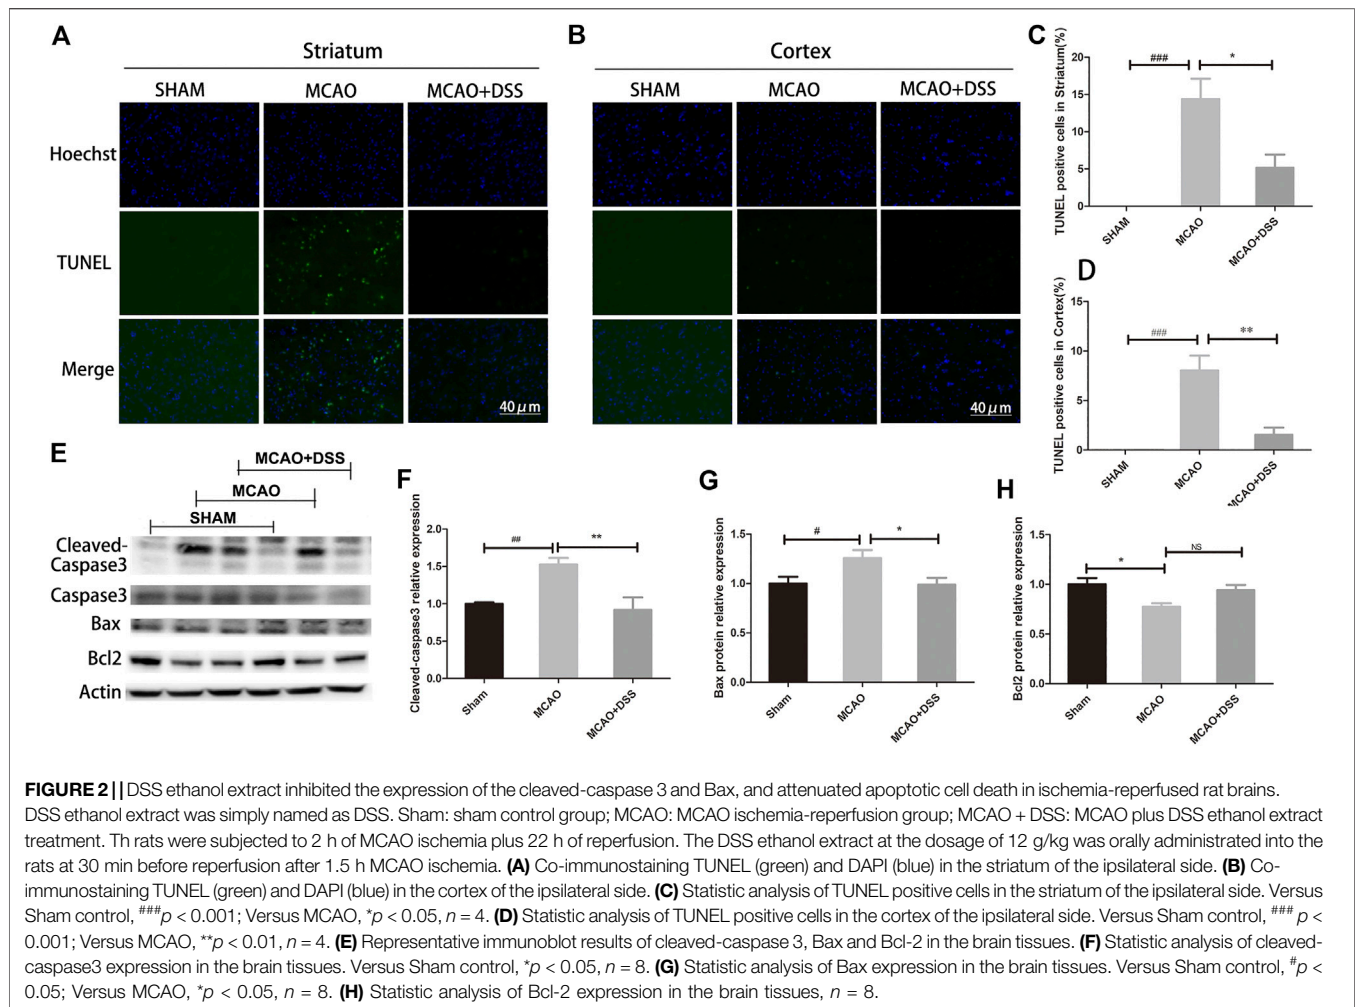 A
Striatum
SHAM MCAO MCAO+DSS
Hoechst
TUNEL
Merge
40 μm
B
Cortex
SHAM MCAO MCAO+DSS
40 μm
C
TUNEL positive cells in Striatum(%)
20
15
10
5
0
### *
SHAM
MCAO
MCAO+DSS
D
TUNEL positive cells in Cortex(%)
15
10
5
0
### **
SHAM
MCAO
MCAO+DSS
E
MCAO+DSS
MCAO
SHAM
Cleaved-
Caspase3
Caspase3
Bax
Bcl2
Actin
F
Cleaved-caspase3 relative expression
2.0
1.5
1.0
0.5
0.0
## **
Sham
MCAO
MCAO+DSS
G
Bax protein relative expression
1.5
1.0
0.5
0.0
# *
Sham
MCAO
MCAO+DSS
H
Bcl2 protein relative expression
1.5
1.0
0.5
0.0
* NS
Sham
MCAO
MCAO+DSS
FIGURE 2 | | DSS ethanol extract inhibited the expression of the cleaved-caspase 3 and Bax, and attenuated apoptotic cell death in ischemia-reperfused rat brains.
DSS ethanol extract was simply named as DSS. Sham: sham control group; MCAO: MCAO ischemia-reperfusion group; MCAO + DSS: MCAO plus DSS ethanol extract
treatment. Th rats were subjected to 2 h of MCAO ischemia plus 22 h of reperfusion. The DSS ethanol extract at the dosage of 12 g/kg was orally administrated into the
rats at 30 min before reperfusion after 1.5 h MCAO ischemia. (A) Co-immunostaining TUNEL (green) and DAPI (blue) in the striatum of the ipsilateral side. (B) Co-
immunostaining TUNEL (green) and DAPI (blue) in the cortex of the ipsilateral side. (C) Statistic analysis of TUNEL positive cells in the striatum of the ipsilateral side. Versus
Sham control, ###p < 0.001; Versus MCAO, *p < 0.05, n = 4. (D) Statistic analysis of TUNEL positive cells in the cortex of the ipsilateral side. Versus Sham control, ### p <
0.001; Versus MCAO, **p < 0.01, n = 4. (E) Representative immunoblot results of cleaved-caspase 3, Bax and Bcl-2 in the brain tissues. (F) Statistic analysis of cleaved-
caspase3 expression in the brain tissues. Versus Sham control, *p < 0.05, n = 8. (G) Statistic analysis of Bax expression in the brain tissues. Versus Sham control, #p <
0.05; Versus MCAO, *p < 0.05, n = 8. (H) Statistic analysis of Bcl-2 expression in the brain tissues, n = 8.